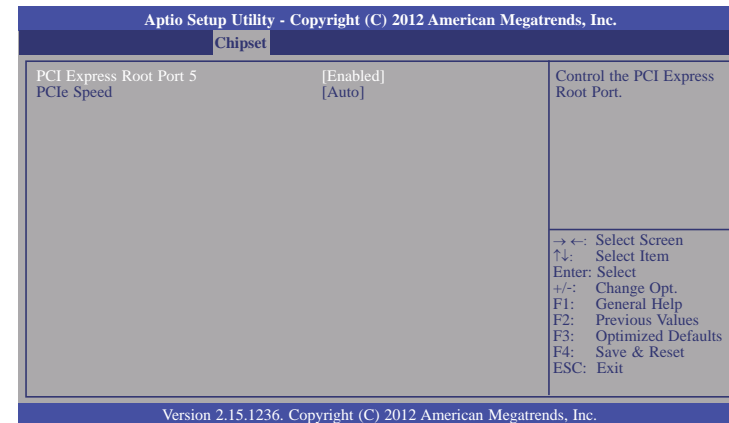 Aptio Setup Utility - Copyright (C) 2012 American Megatrends, Inc.
Chipset
PCI Express Root Port 5 [Enabled]
PCIe Speed [Auto]
Control the PCI Express
Root Port.
→ ←: Select Screen
↑↓: Select Item
Enter: Select
+/-: Change Opt.
F1: General Help
F2: Previous Values
F3: Optimized Defaults
F4: Save & Reset
ESC: Exit
Version 2.15.1236. Copyright (C) 2012 American Megatrends, Inc.